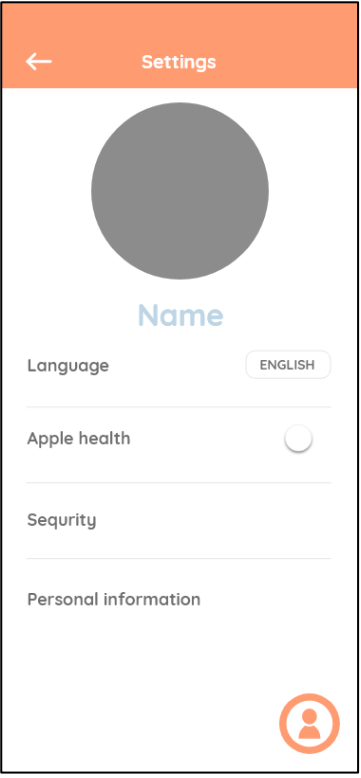 Settings
Name
Language ENGLISH
Apple health
Sequrity
Personal information